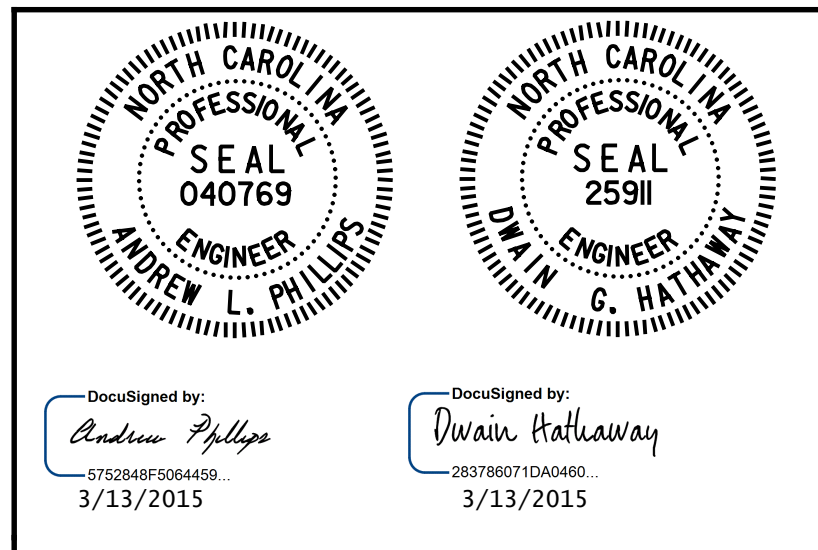 NORTH CAROLINA
PROFESSIONAL
SEAL
040769
ENGINEER
ANDREW L. PHILLIPS
NORTH CAROLINA
PROFESSIONAL
SEAL
25911
ENGINEER
DWAIN G. HATHAWAY
DocuSigned by:
Andrew Phillips
5752848F5064459...
3/13/2015
DocuSigned by:
Dwain Hathaway
283786071DA0460...
3/13/2015